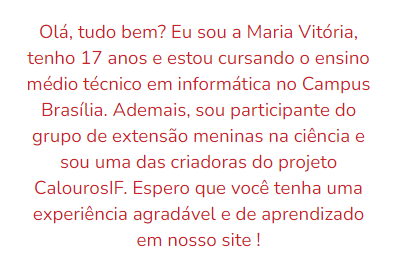 Olá, tudo bem? Eu sou a Maria Vitória,
tenho 17 anos e estou cursando o ensino
médio técnico em informática no Campus
Brasília. Ademais, sou participante do
grupo de extensão meninas na ciência e
sou uma das criadoras do projeto
CalourosIF. Espero que você tenha uma
experiência agradável e de aprendizado
em nosso site !